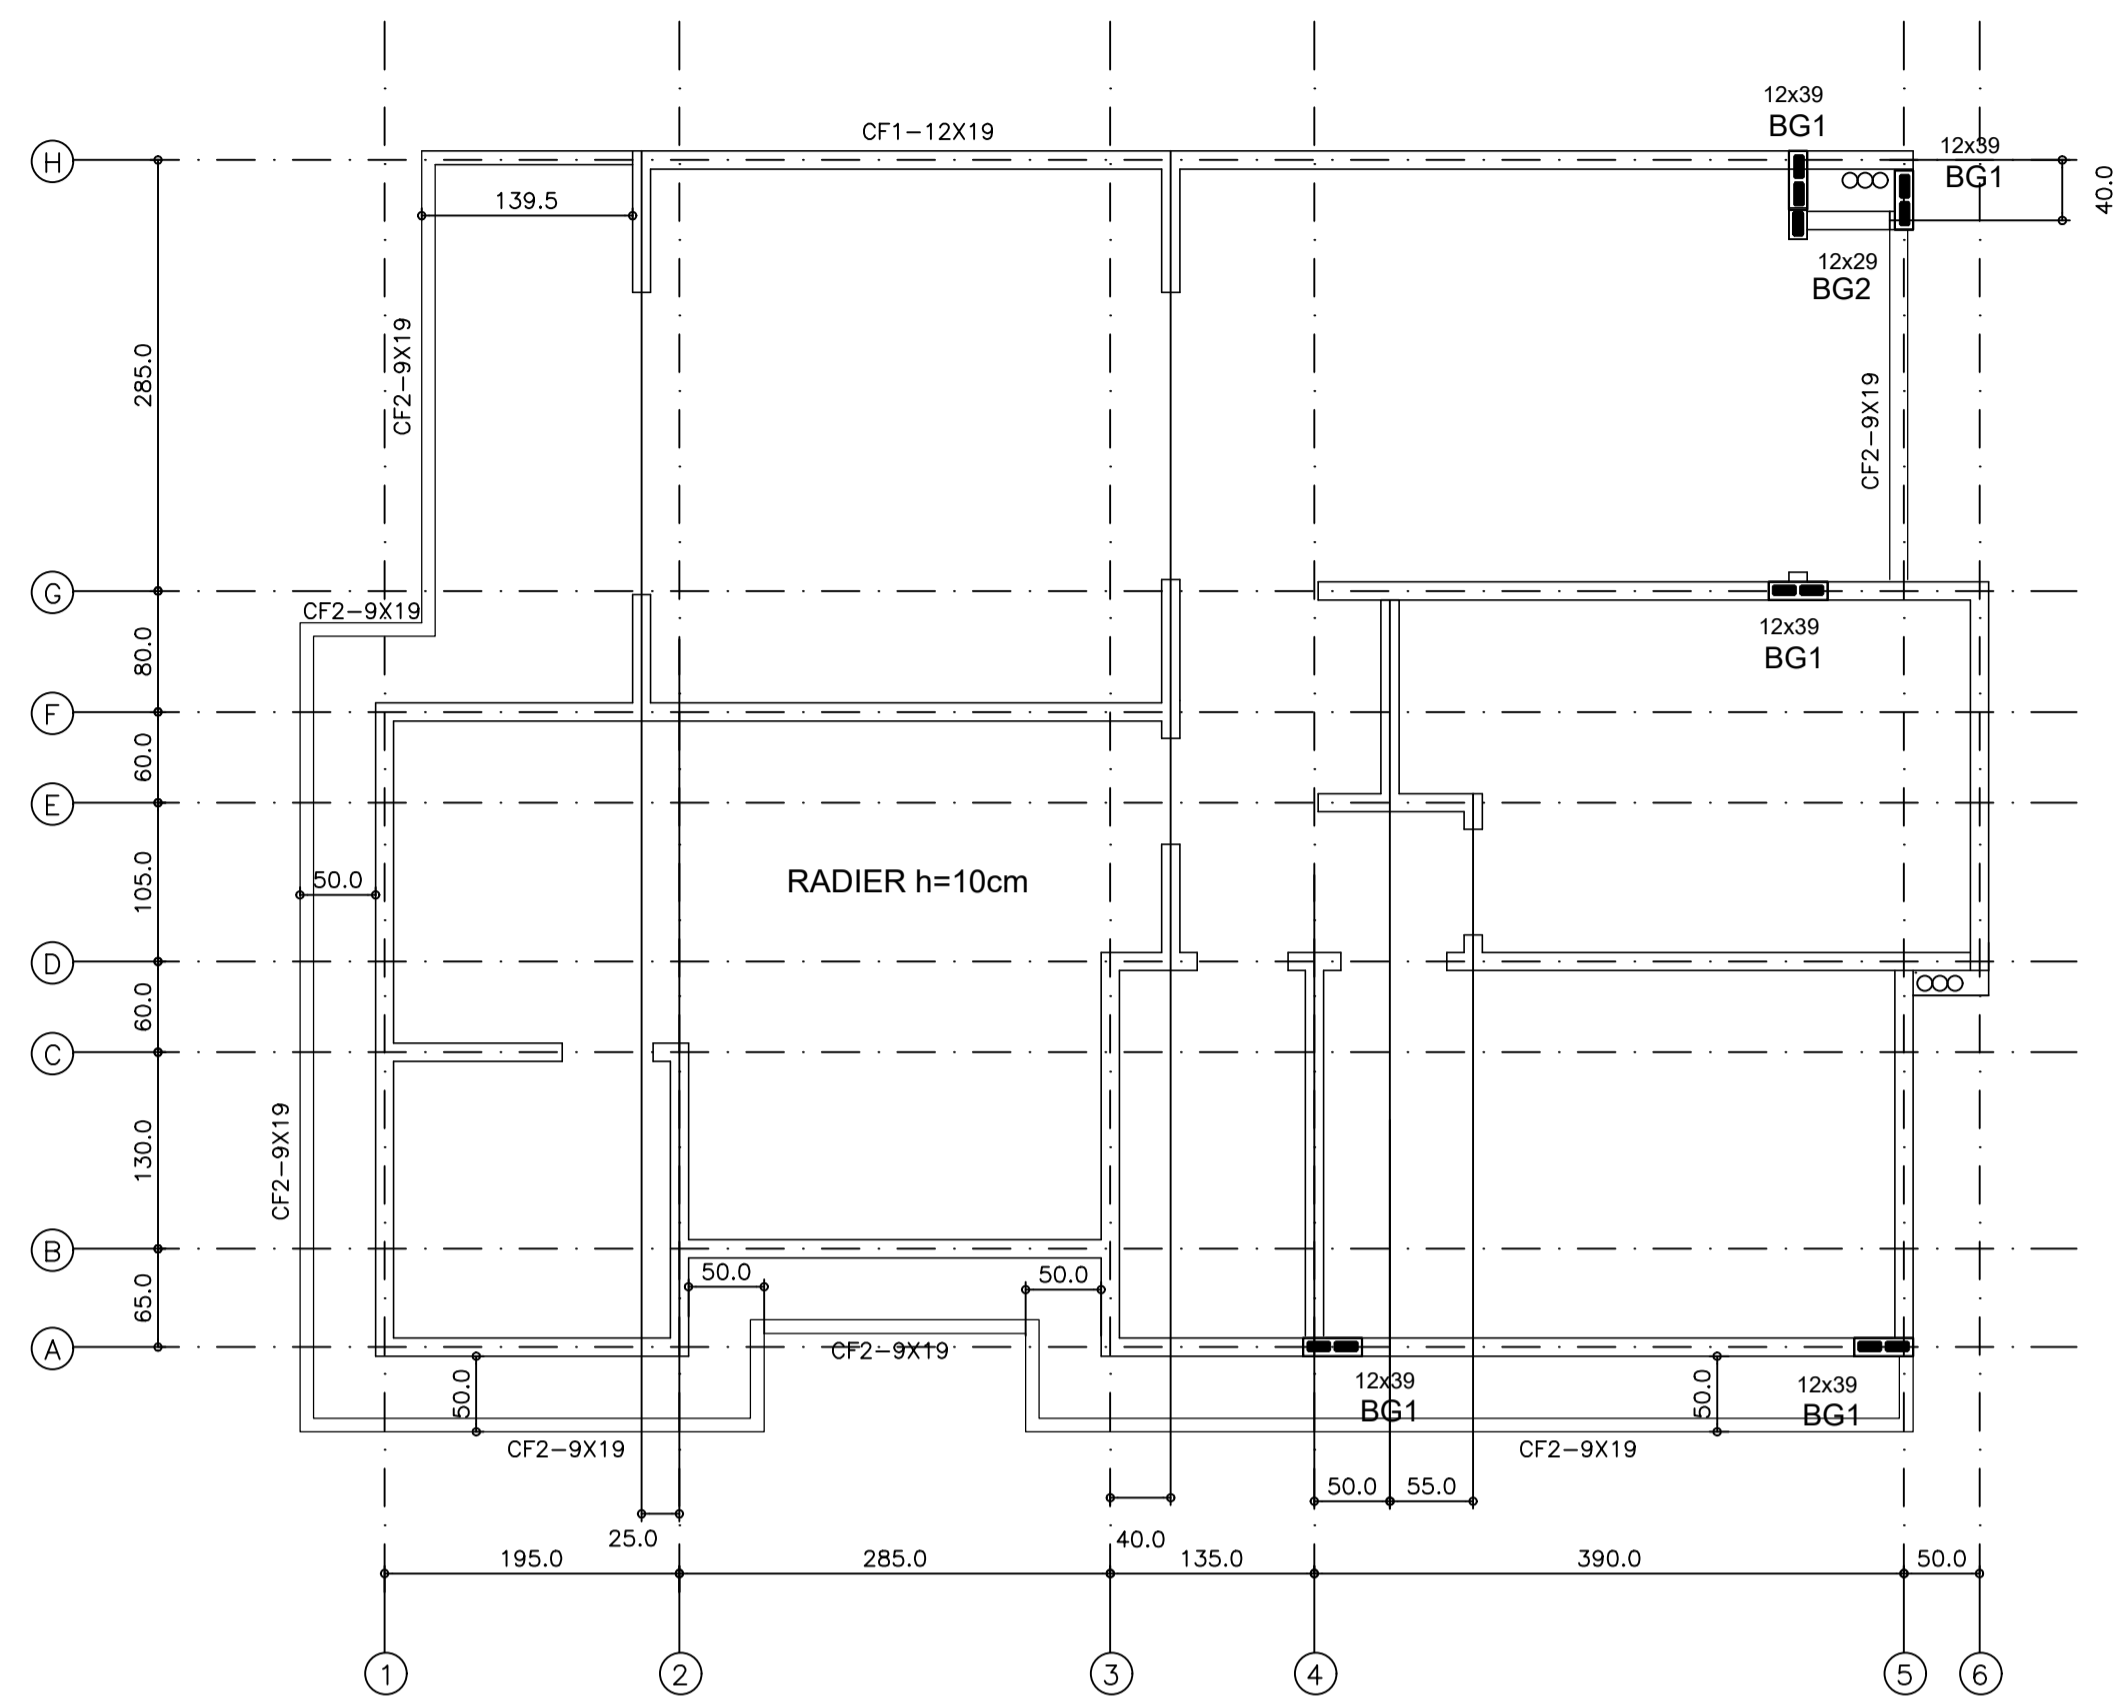 12x39
BG1
CF1-12X19
12x39
BG1
H
139.5
40.0
12x29
BG2
285.0
CF2-9X19
CF2-9X19
G
CF2-9X19
12x39
BG1
80.0
F
60.0
E
RADIER h=10cm
50.0
105.0
D
60.0
C
CF2-9X19
130.0
B
50.0
50.0
65.0
A
CF2-9X19
50.0
12x39
BG1
50.0
12x39
BG1
CF2-9X19
CF2-9X19
50.0
55.0
25.0
40.0
195.0
285.0
135.0
390.0
50.0
1
2
3
4
5
6